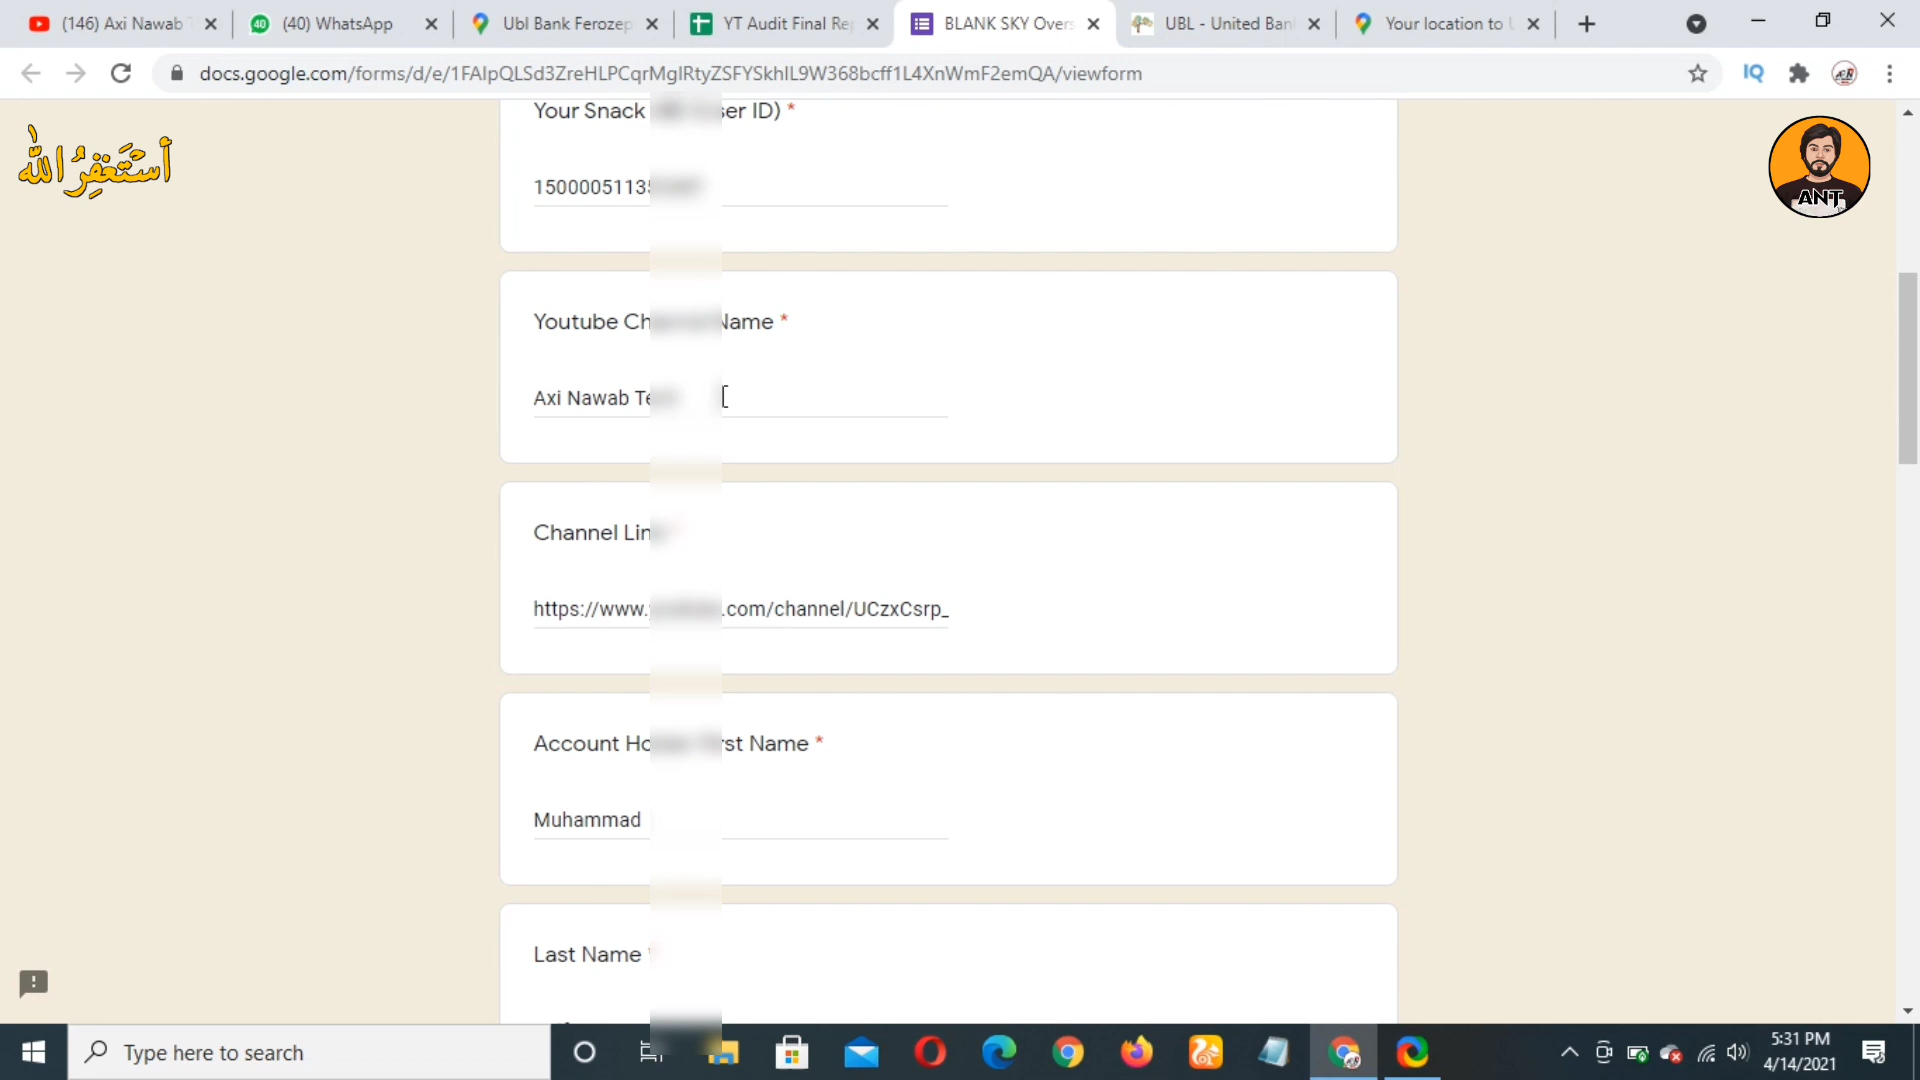 (146) Axi Nawab T
(40) WhatsApp
Ubl Bank Ferozep
YT Audit Final Re
BLANK SKY Overs
UBL - United Ban
Your location to U
docs.google.com/forms/d/e/1FAIpQLSd3ZreHLPCqrMgIRtyZSFYSkhIL9W368bcff1L4XnWmF2emQA/viewform
IQ
أستغفر الله
ANT
Your Snack ser ID) *
1500005113
Youtube Ch Name *
Axi Nawab Te
Channel Lin
https://www. .com/channel/UCzxCsrp_
Account Ho rst Name *
Muhammad
Last Name *
Type here to search
5:31 PM
4/14/2021